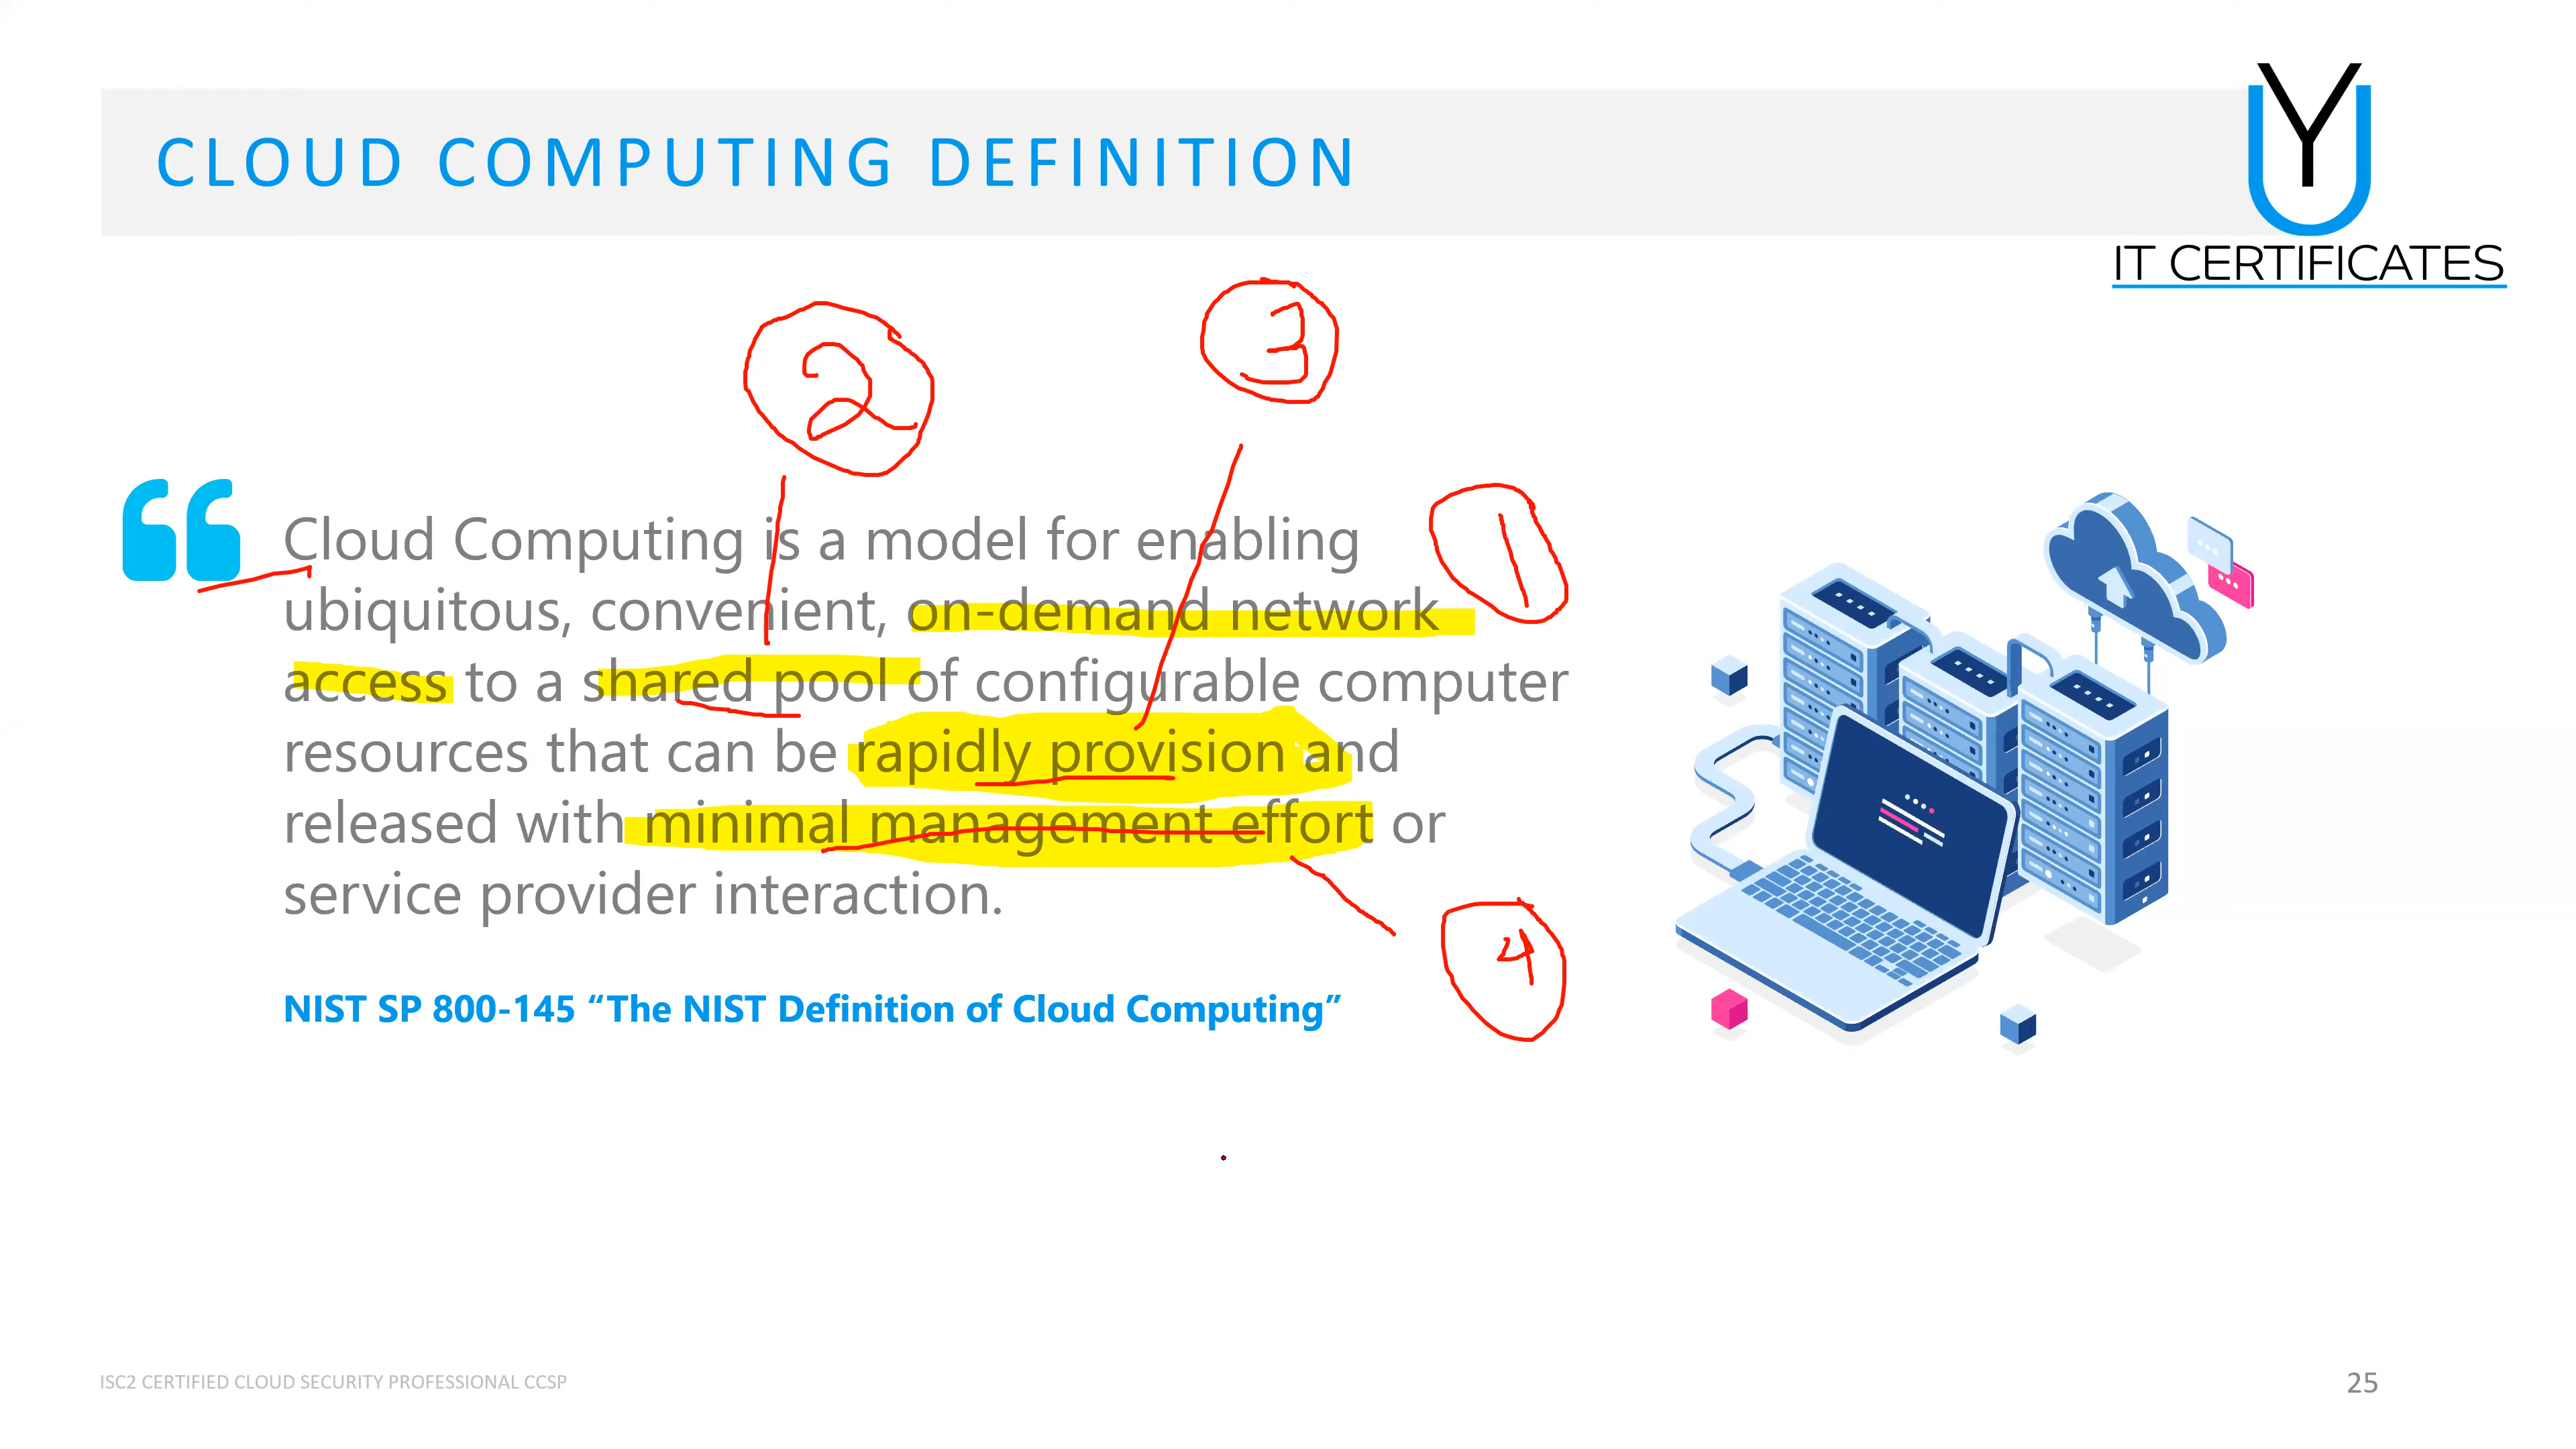 CLOUD COMPUTING DEFINITION
YU
IT CERTIFICATES
2
3
1
Cloud Computing is a model for enabling
ubiquitous, convenient, on-demand network
access to a shared pool of configurable computer
resources that can be rapidly provision and
released with minimal management effort or
service provider interaction.
4
NIST SP 800-145 “The NIST Definition of Cloud Computing”
ISC2 CERTIFIED CLOUD SECURITY PROFESSIONAL CCSP
25